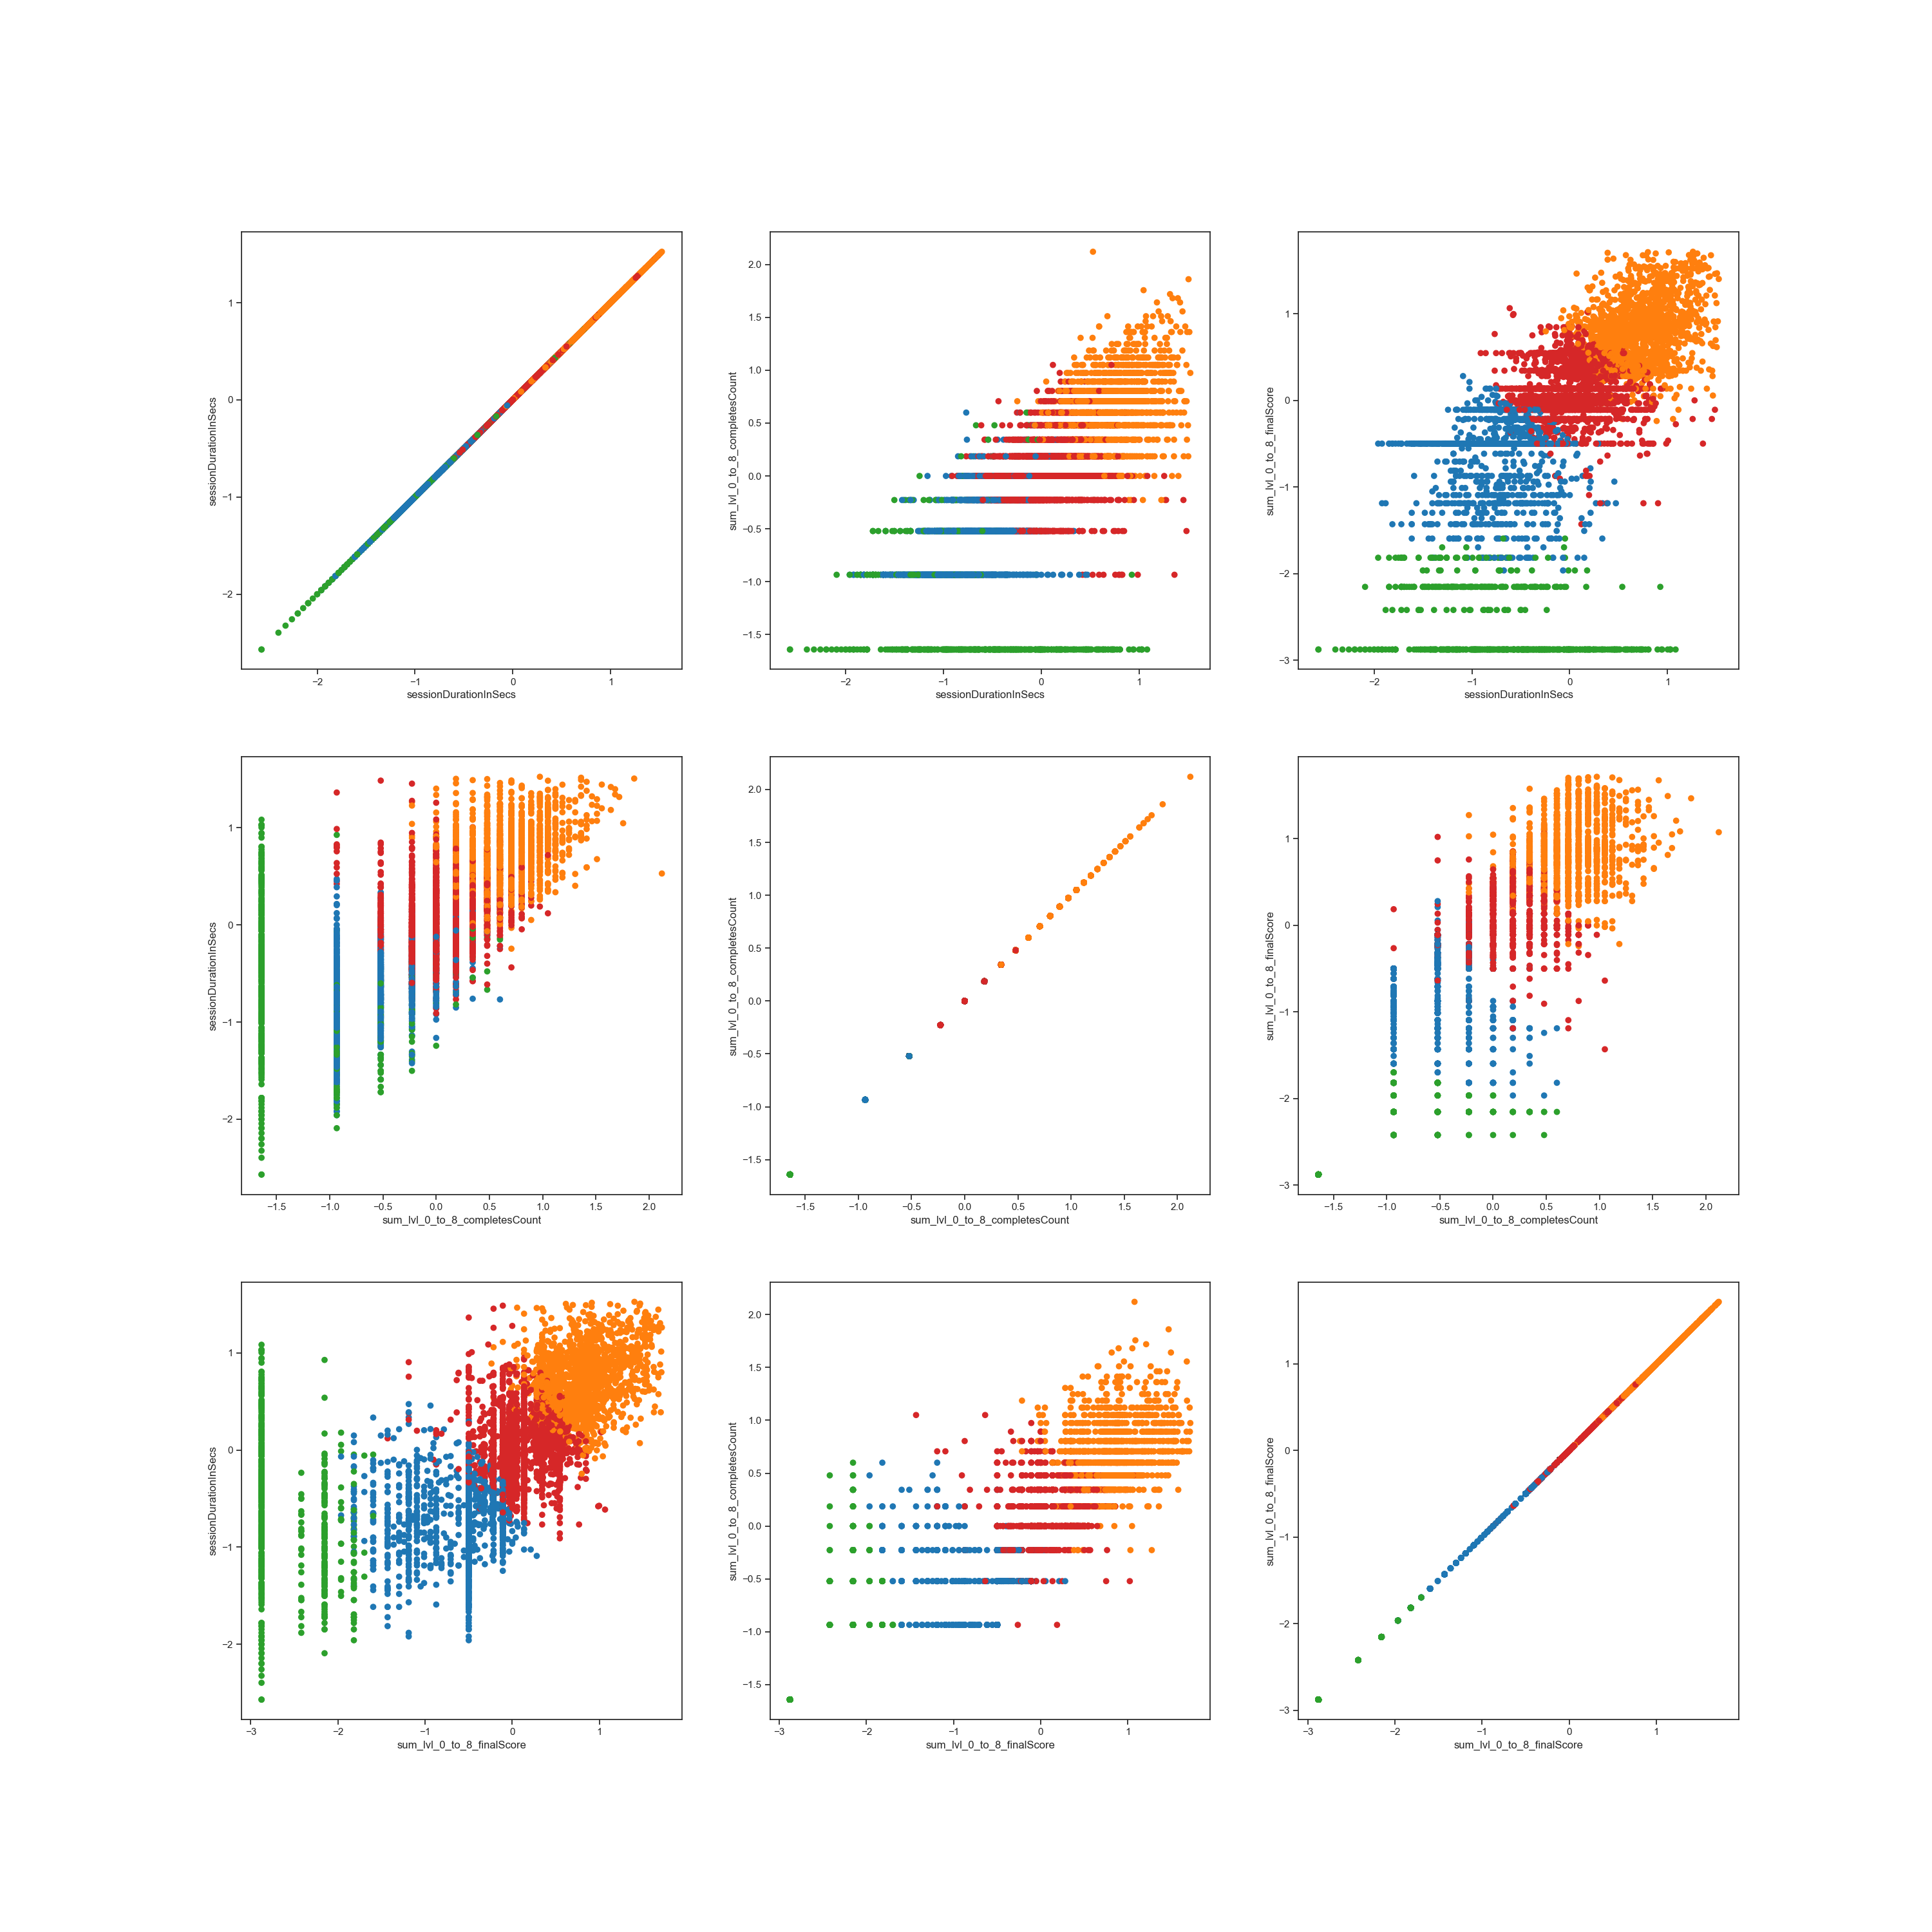 1
0
−1
−2
−2 −1 0 1
sessionDurationInSecs
sessionDurationInSecs
2.0
1.5
1.0
0.5
0.0
−0.5
−1.0
−1.5
−2 −1 0 1
sum_lvl_0_to_8_completesCount
sessionDurationInSecs
1
0
−1
−2
−3
−2 −1 0 1
sum_lvl_0_to_8_finalScore
sessionDurationInSecs
1
0
−1
−2
−1.5 −1.0 −0.5 0.0 0.5 1.0 1.5 2.0
sessionDurationInSecs
sum_lvl_0_to_8_completesCount
2.0
1.5
1.0
0.5
0.0
−0.5
−1.0
−1.5
−1.5 −1.0 −0.5 0.0 0.5 1.0 1.5 2.0
sum_lvl_0_to_8_completesCount
sum_lvl_0_to_8_completesCount
1
0
−1
−2
−3
−1.5 −1.0 −0.5 0.0 0.5 1.0 1.5 2.0
sum_lvl_0_to_8_finalScore
sum_lvl_0_to_8_completesCount
1
0
−1
−2
−3 −2 −1 0 1
sessionDurationInSecs
sum_lvl_0_to_8_finalScore
2.0
1.5
1.0
0.5
0.0
−0.5
−1.0
−1.5
−3 −2 −1 0 1
sum_lvl_0_to_8_completesCount
sum_lvl_0_to_8_finalScore
1
0
−1
−2
−3
−3 −2 −1 0 1
sum_lvl_0_to_8_finalScore
sum_lvl_0_to_8_finalScore